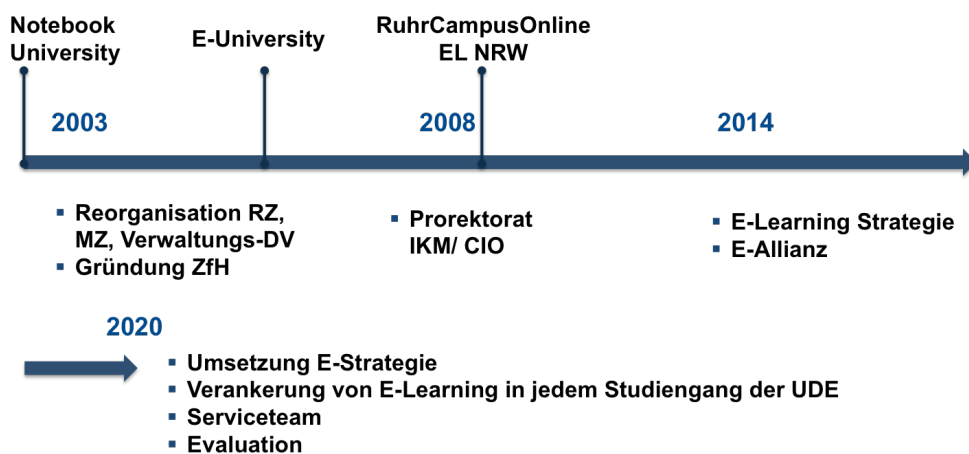 Notebook
University
E-University
RuhrCampusOnline
EL NRW
2003
2008
2014
▪ Reorganisation RZ,
MZ, Verwaltungs-DV
▪ Gründung ZfH
▪ Prorektorat
IKM/ CIO
▪ E-Learning Strategie
▪ E-Allianz
2020
▪ Umsetzung E-Strategie
▪ Verankerung von E-Learning in jedem Studiengang der UDE
▪ Serviceteam
▪ Evaluation